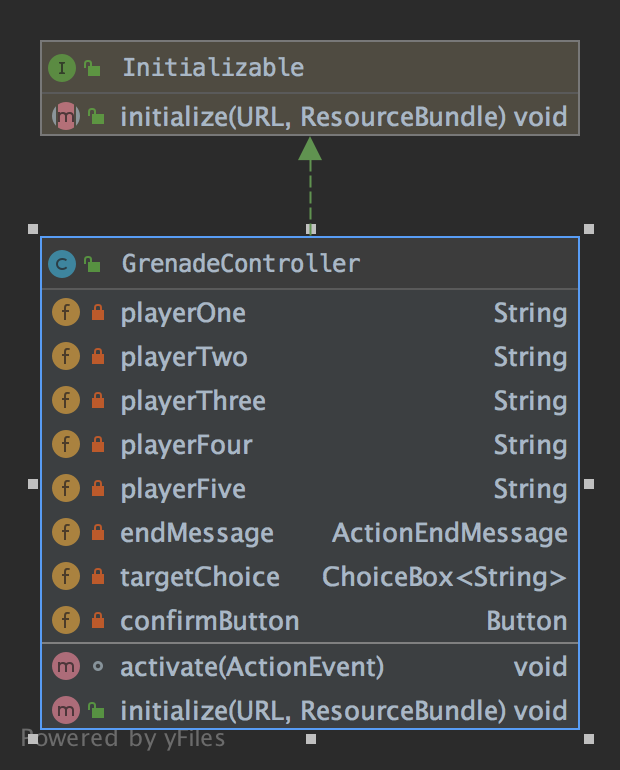 I Initializable
m initialize(URL, ResourceBundle) void
C GrenadeController
f playerOne String
f playerTwo String
f playerThree String
f playerFour String
f playerFive String
f endMessage ActionEndMessage
f targetChoice ChoiceBox<String>
f confirmButton Button
m activate(ActionEvent) void
m initialize(URL, ResourceBundle) void
Powered by yFiles